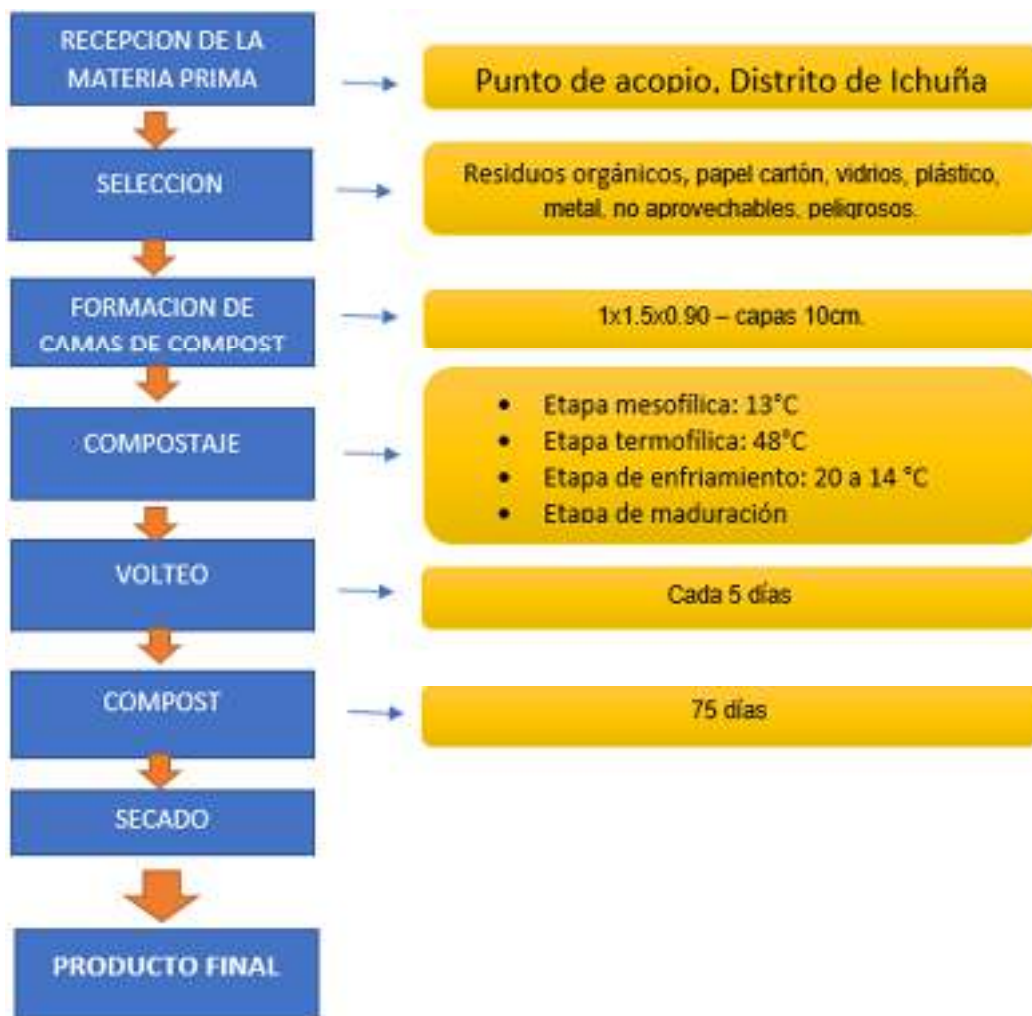 RECEPCION DE LA
MATERIA PRIMA
Punto de acopio, Distrito de Ichuña
SELECCION
Residuos orgánicos, papel cartón, vidrios, plástico,
metal, no aprovechables, peligrosos.
FORMACION DE
CAMAS DE COMPOST
1x1.5x0.90 – capas 10cm.
COMPOSTAJE
• Etapa mesofílica: 13°C
• Etapa termofílica: 48°C
• Etapa de enfriamiento: 20 a 14 °C
• Etapa de maduración
VOLTEO
Cada 5 días
COMPOST
75 días
SECADO
PRODUCTO FINAL